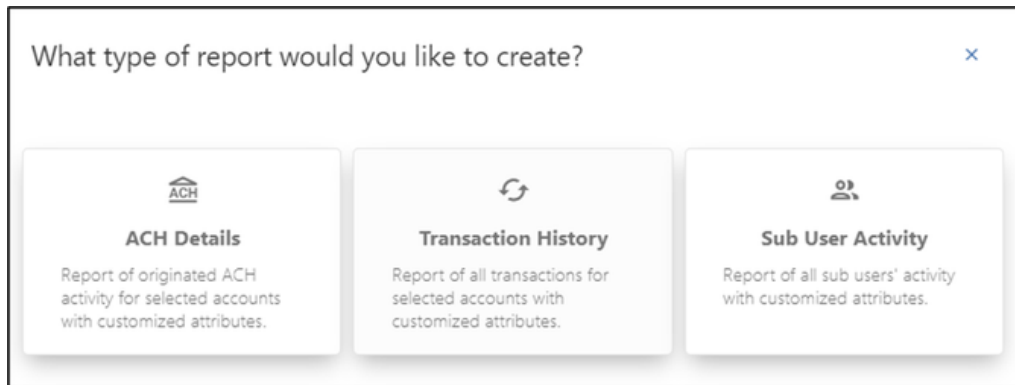 What type of report would you like to create?
×
ACH
ACH Details
Report of originated ACH
activity for selected accounts
with customized attributes.
Transaction History
Report of all transactions for
selected accounts with
customized attributes.
Sub User Activity
Report of all sub users' activity
with customized attributes.